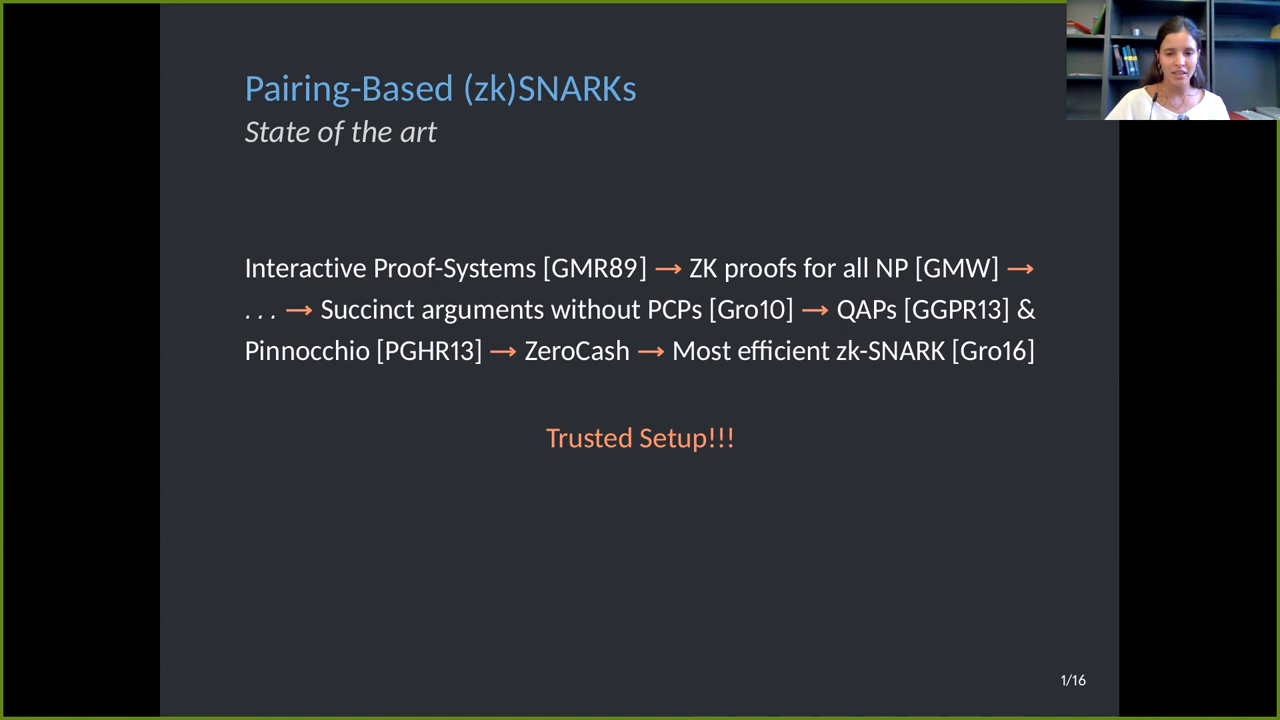 Pairing-Based (zk)SNARKs
State of the art
Interactive Proof-Systems [GMR89] → ZK proofs for all NP [GMW] →
. . . → Succinct arguments without PCPs [Gro10] → QAPs [GGPR13] &
Pinnocchio [PGHR13] → ZeroCash → Most efficient zk-SNARK [Gro16]
Trusted Setup!!!
1/16